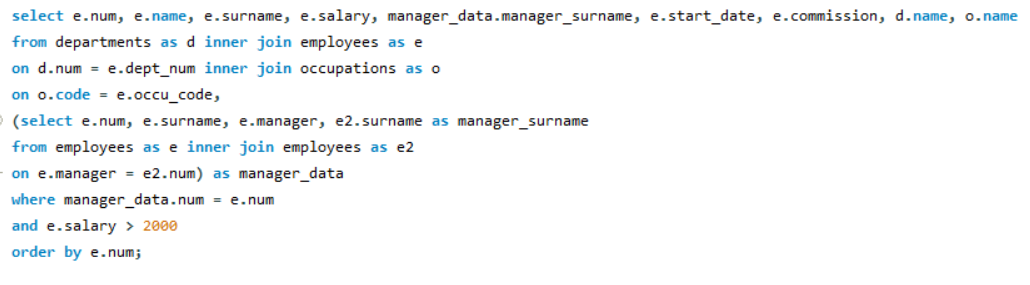 select e.num, e.name, e.surname, e.salary, manager_data.manager_surname, e.start_date, e.commission, d.name, o.name
from departments as d inner join employees as e
on d.num = e.dept_num inner join occupations as o
on o.code = e.occu_code,
(select e.num, e.surname, e.manager, e2.surname as manager_surname
from employees as e inner join employees as e2
on e.manager = e2.num) as manager_data
where manager_data.num = e.num
and e.salary > 2000
order by e.num;